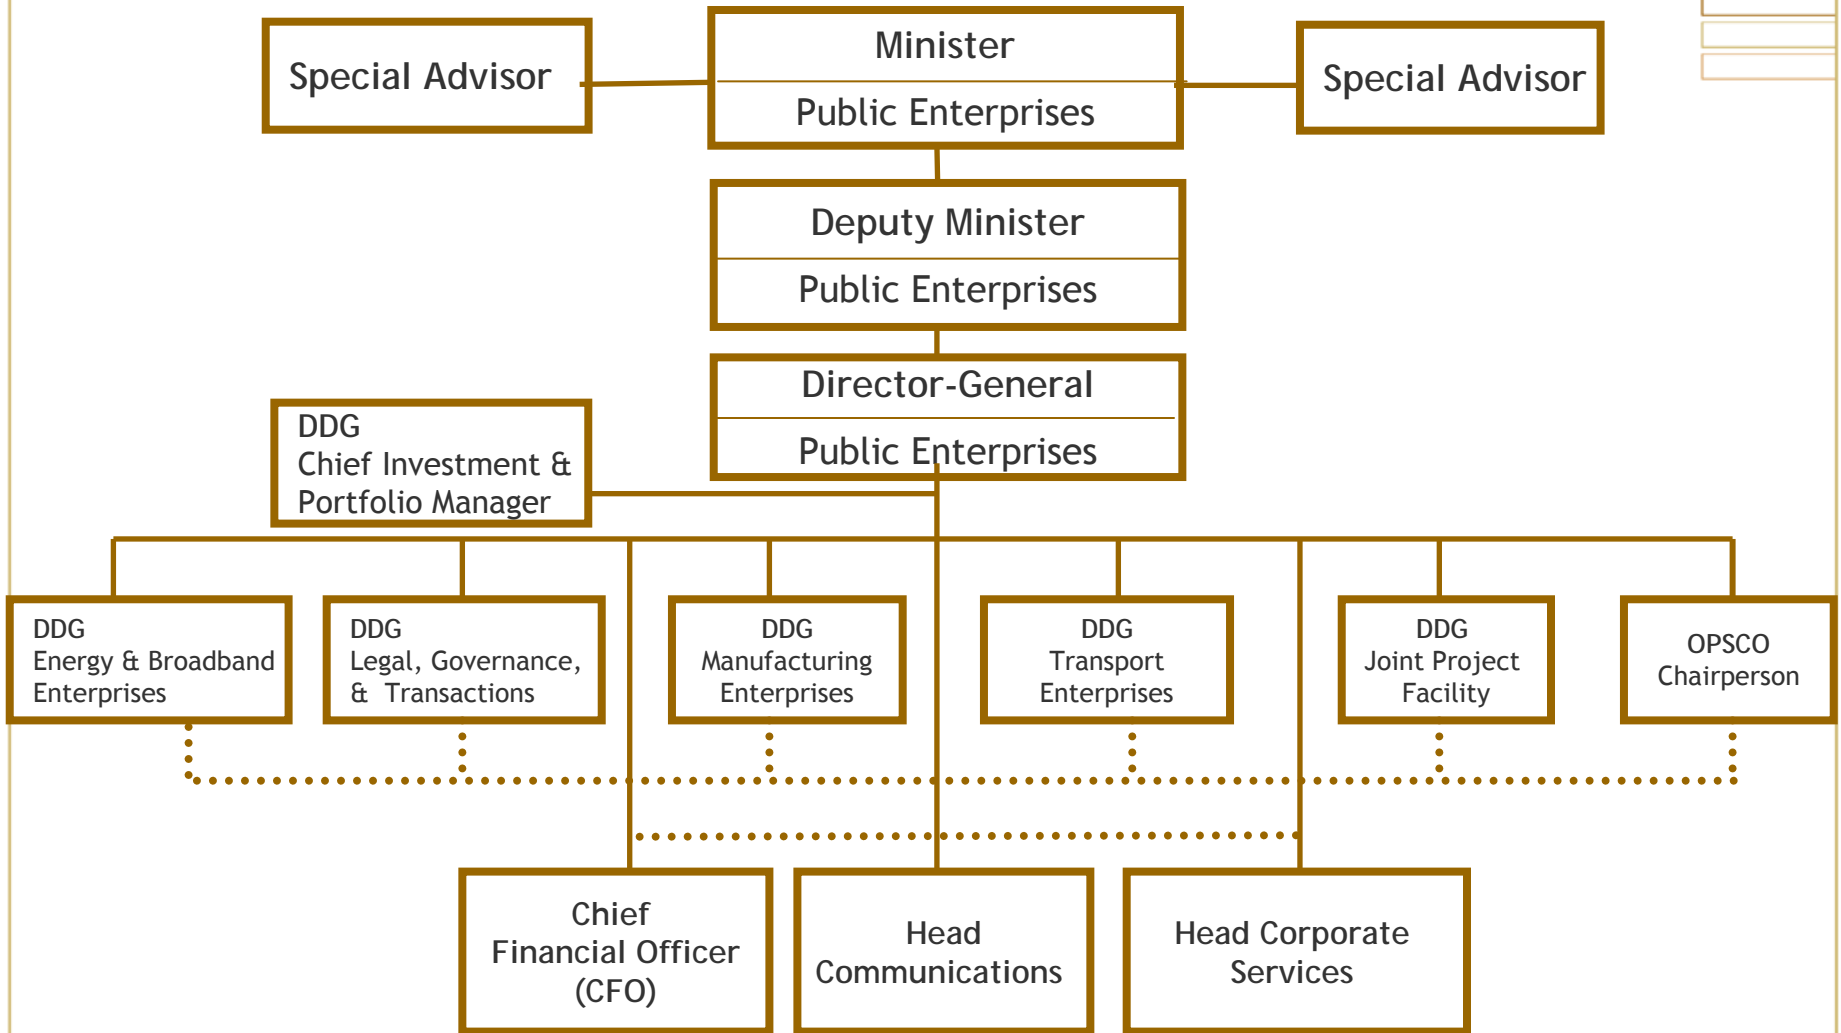 Special Advisor
Minister
Public Enterprises
Special Advisor
Deputy Minister
Public Enterprises
Director-General
Public Enterprises
DDG
Chief Investment &
Portfolio Manager
DDG
Energy & Broadband
Enterprises
DDG
Legal, Governance,
& Transactions
DDG
Manufacturing
Enterprises
DDG
Transport
Enterprises
DDG
Joint Project
Facility
OPSCO
Chairperson
Chief
Financial Officer
(CFO)
Head
Communications
Head Corporate
Services